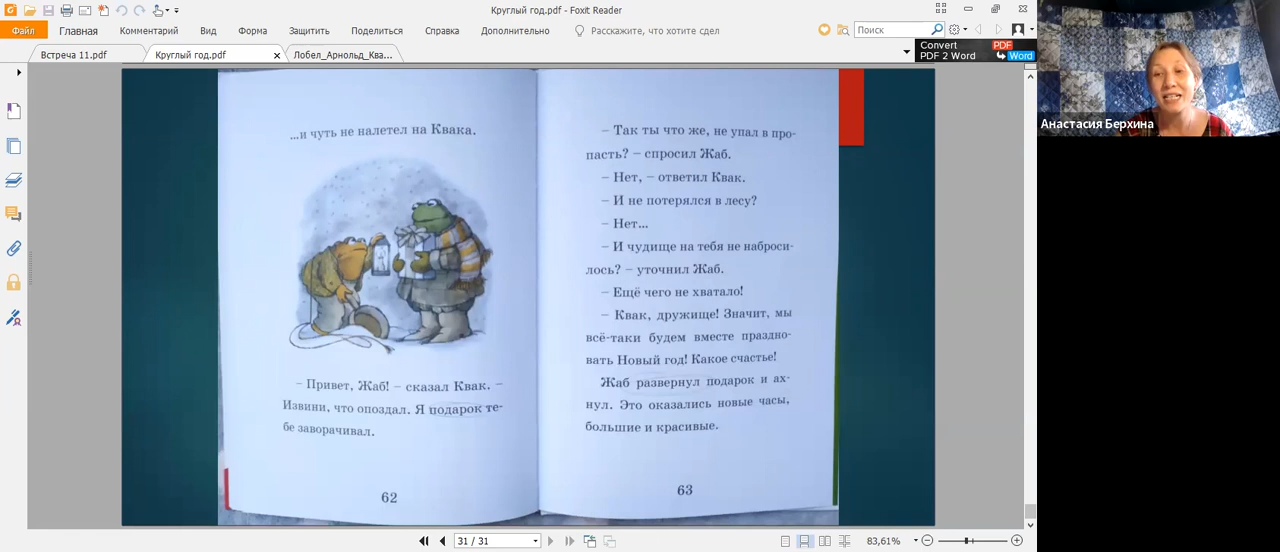 Круглый год.pdf - Foxit Reader
Файл
Главная
Комментарий
Вид
Форма
Защитить
Поделиться
Справка
Дополнительно
Расскажите, что хотите сдел
Поиск
Встреча 11.pdf
Круглый год.pdf
Лобел_Арнольд_Ква...
Convert PDF
PDF 2 Word Word
Анастасия Берхина
...и чуть не налетел на Квака.
– Привет, Жаб! – сказал Квак. –
Извини, что опоздал. Я подарок те-
бе заворачивал.
62
– Так ты что же, не упал в про-
пасть? – спросил Жаб.
– Нет, – ответил Квак.
– И не потерялся в лесу?
– Нет...
– И чудище на тебя не наброси-
лось? – уточнил Жаб.
– Ещё чего не хватало!
– Квак, дружище! Значит, мы
всё-таки будем вместе праздно-
вать Новый год! Какое счастье!
Жаб развернул подарок и ах-
нул. Это оказались новые часы,
большие и красивые.
63
31 / 31
83,61%